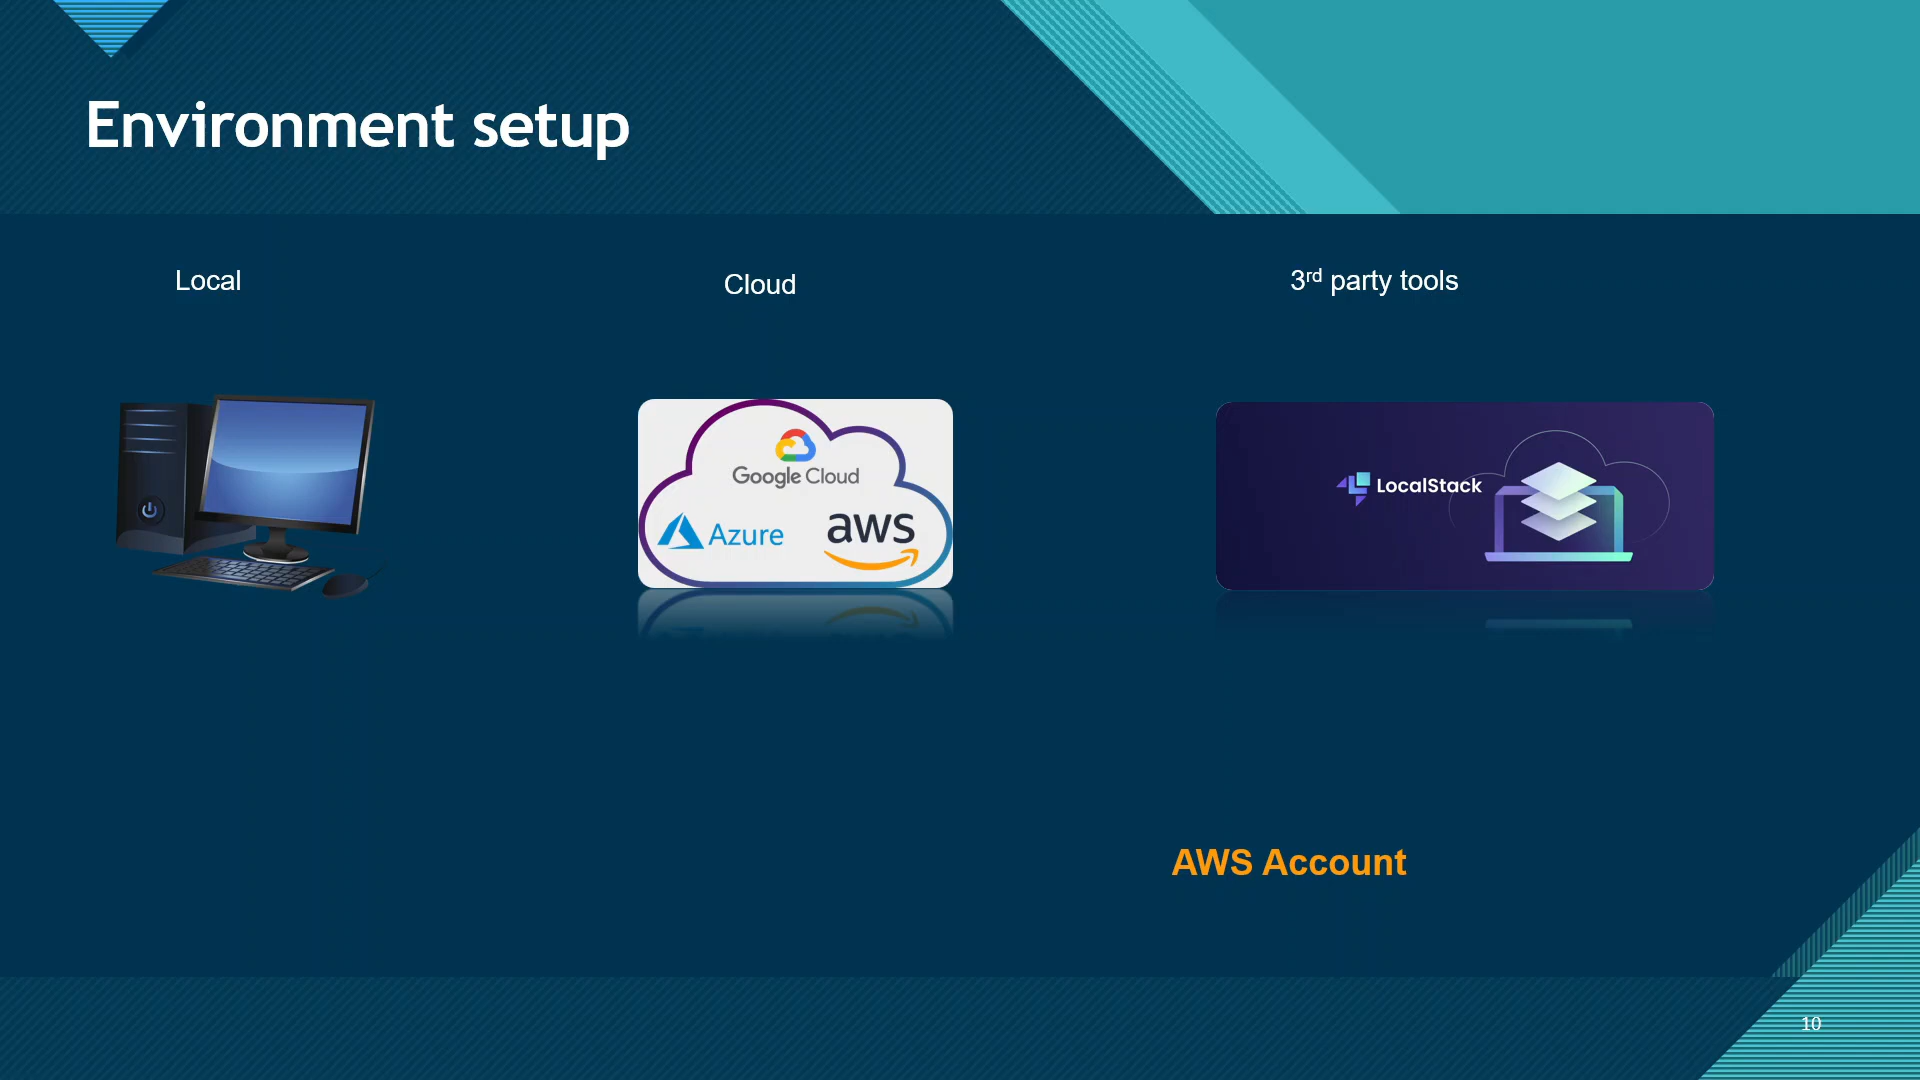 Environment setup
Local
Cloud
3rd party tools
Google Cloud
Azure
aws
LocalStack
AWS Account
10